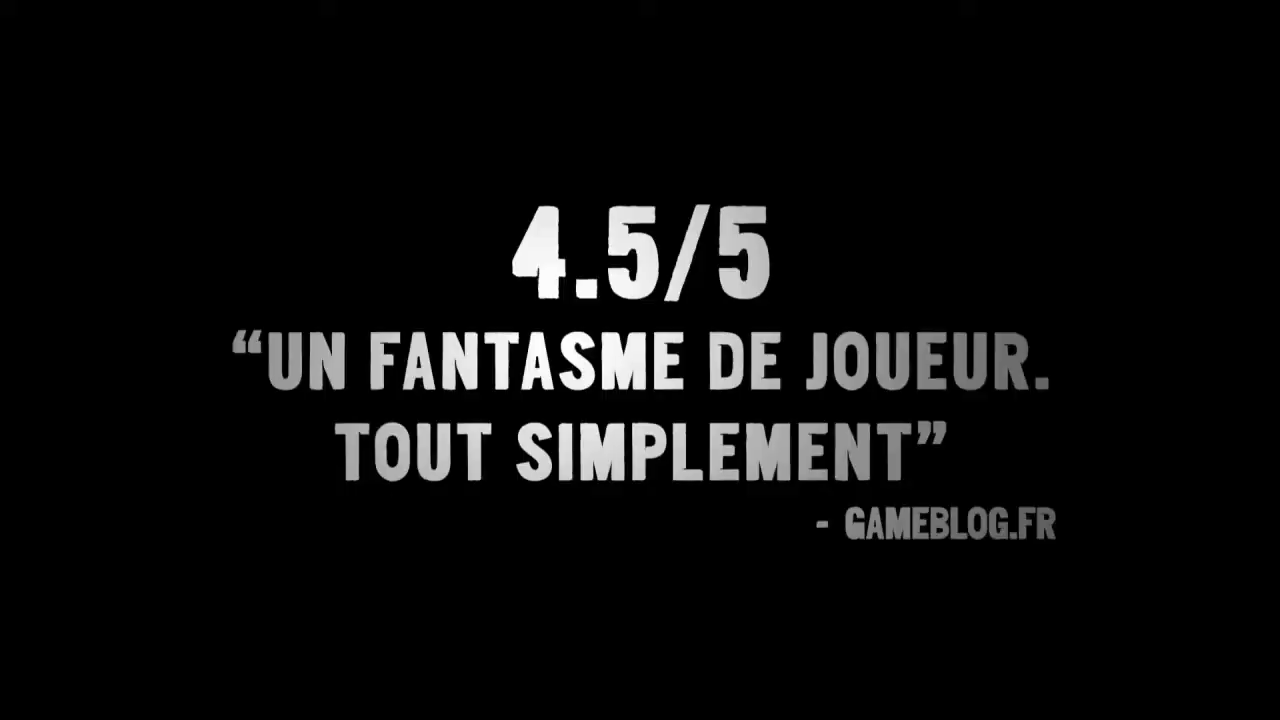 4.5/5
“UN FANTASME DE JOUEUR.
TOUT SIMPLEMENT”
- GAMEBLOG.FR